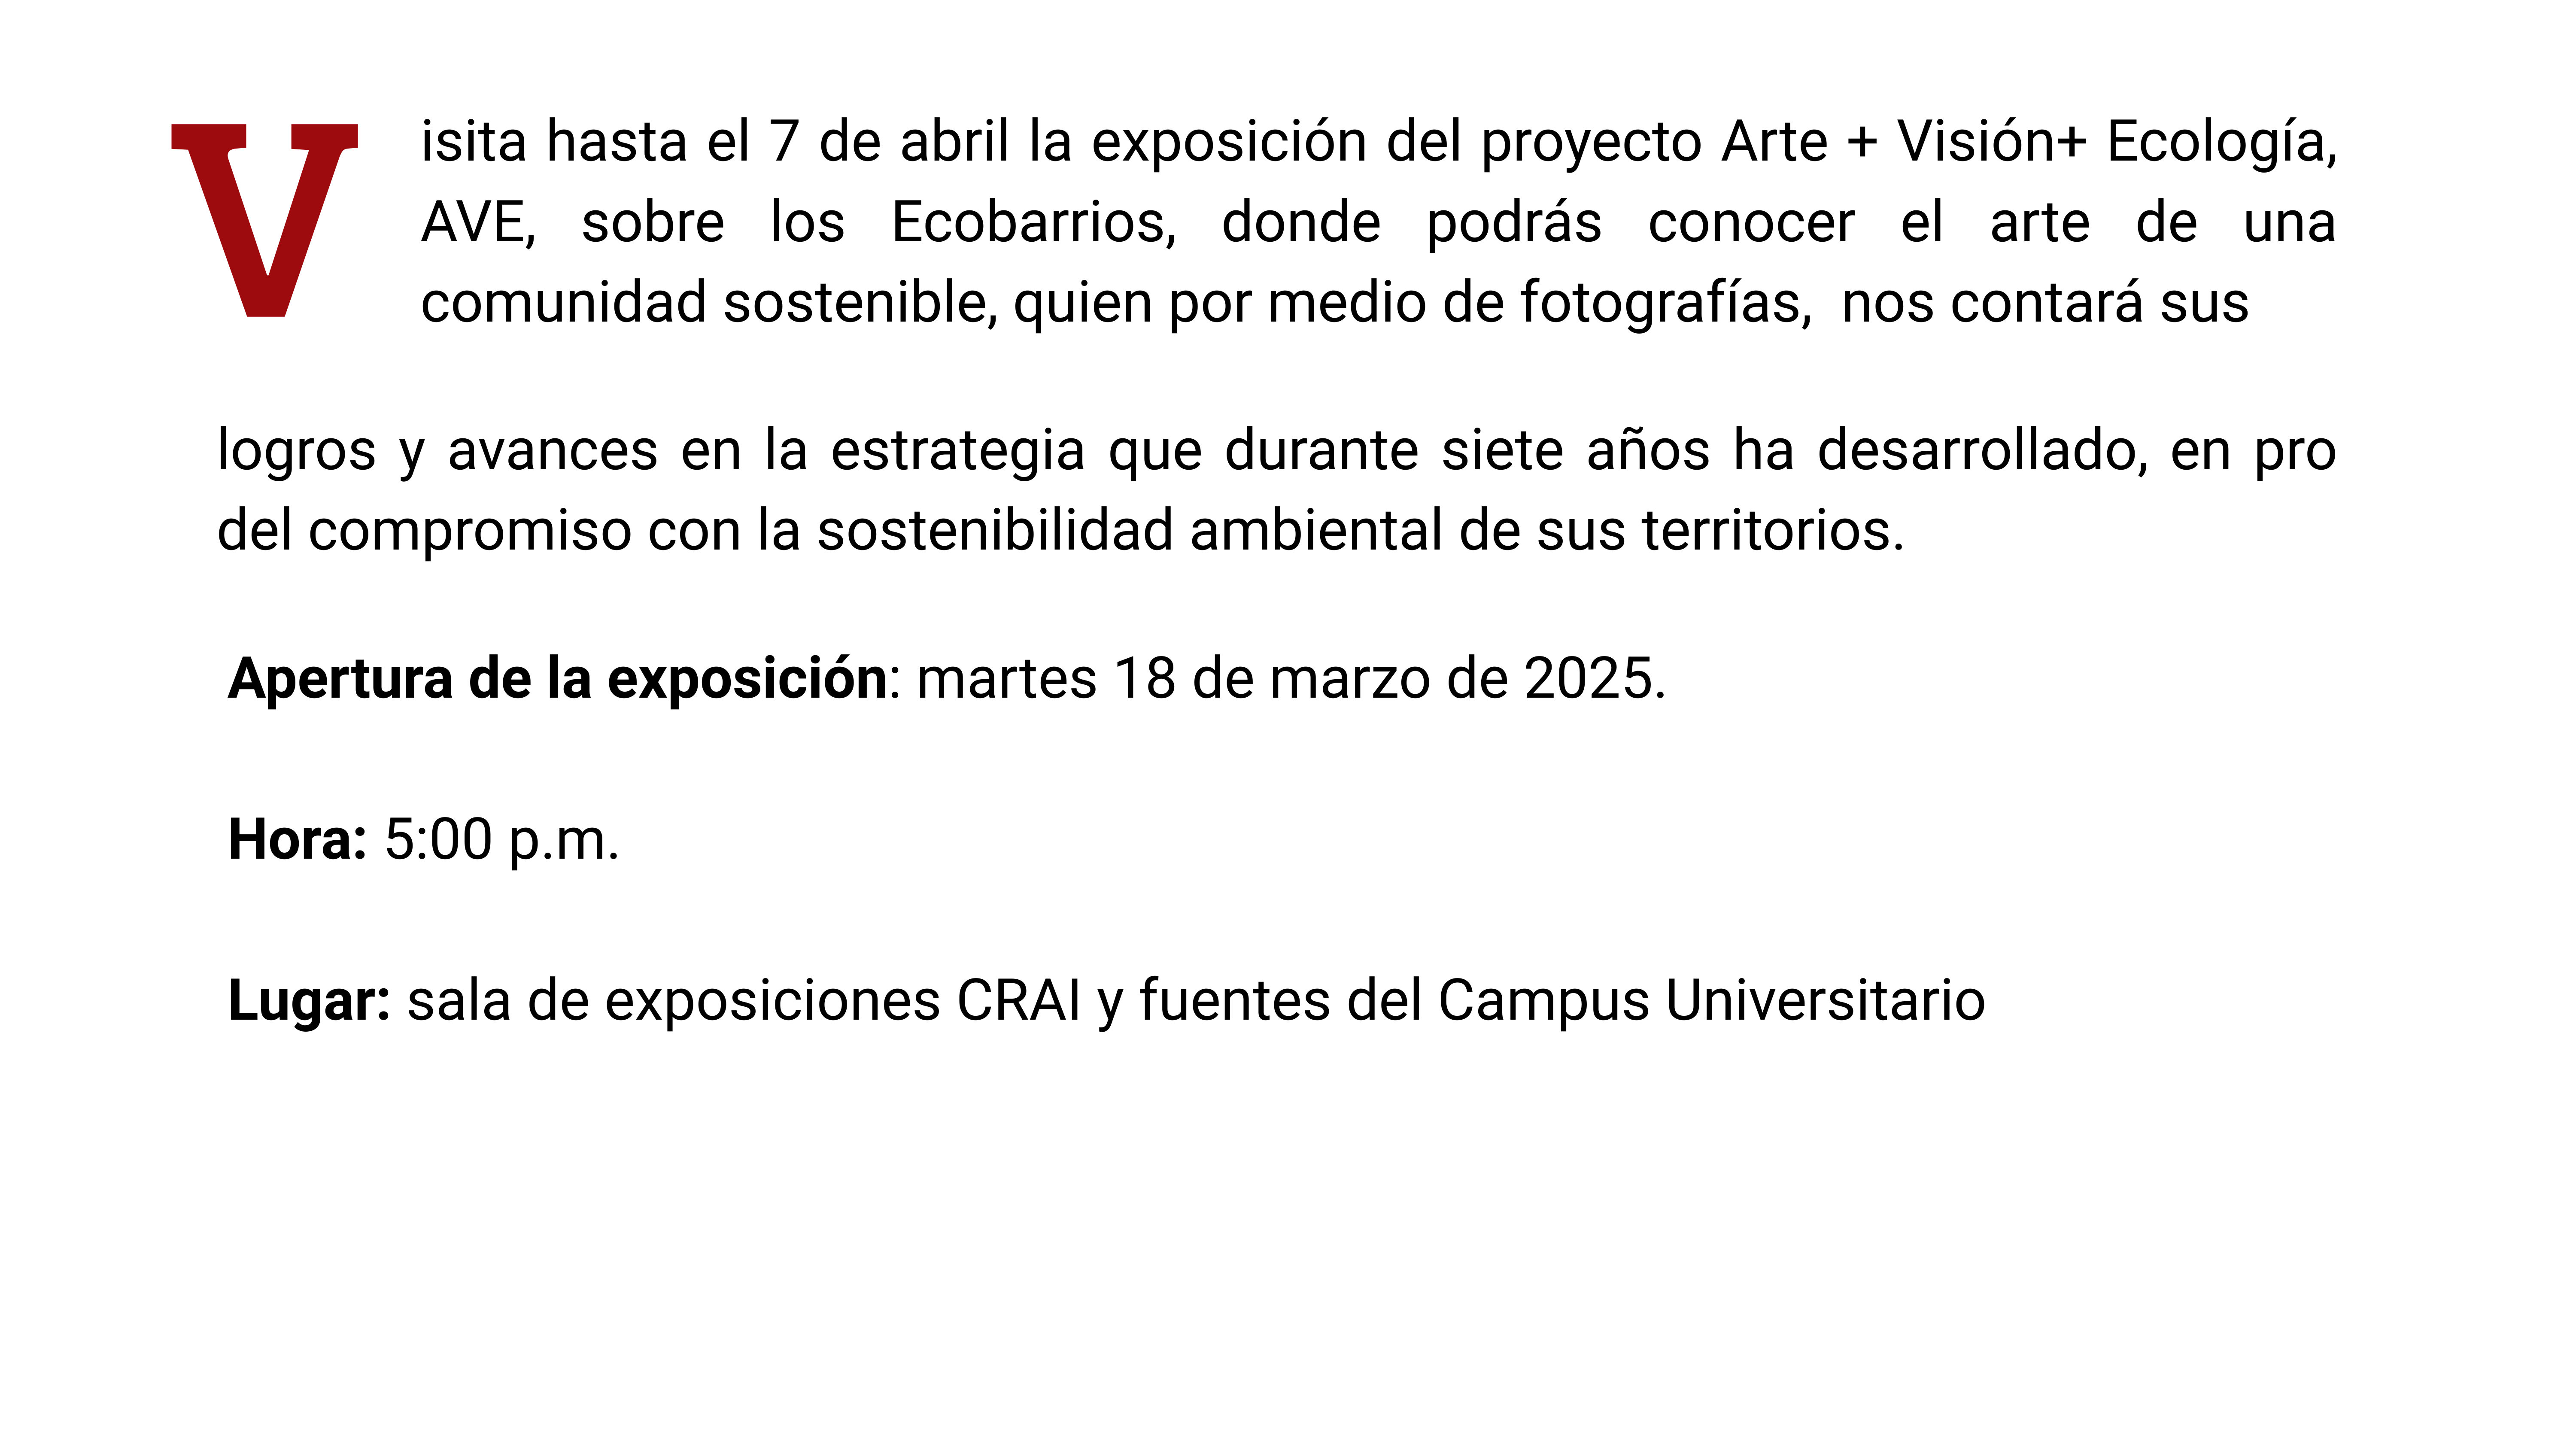 Visita hasta el 7 de abril la exposición del proyecto Arte + Visión+ Ecología,
AVE, sobre los Ecobarrios, donde podrás conocer el arte de una
comunidad sostenible, quien por medio de fotografías,  nos contará sus
logros y avances en la estrategia que durante siete años ha desarrollado, en pro
del compromiso con la sostenibilidad ambiental de sus territorios.
Apertura de la exposición: martes 18 de marzo de 2025.
Hora: 5:00 p.m.
Lugar: sala de exposiciones CRAI y fuentes del Campus Universitario